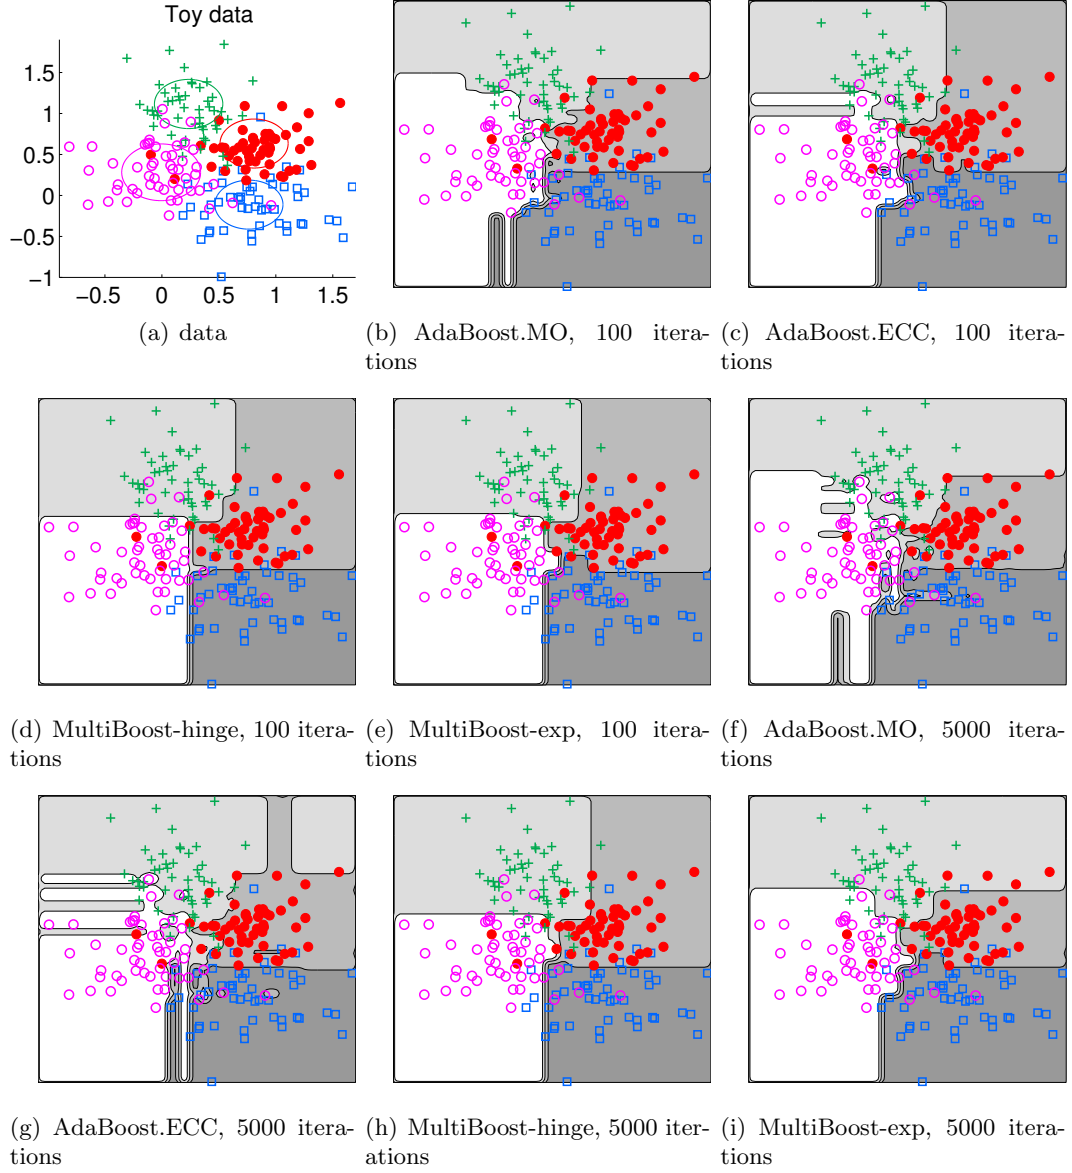 Toy data
1.5
1
0.5
0
−0.5
−1
−0.5 0 0.5 1 1.5
(a) data
(b) AdaBoost.MO, 100 itera-
tions
(c) AdaBoost.ECC, 100 itera-
tions
(d) MultiBoost-hinge, 100 itera-
tions
(e) MultiBoost-exp, 100 itera-
tions
(f) AdaBoost.MO, 5000 itera-
tions
(g) AdaBoost.ECC, 5000 itera-
tions
(h) MultiBoost-hinge, 5000 iter-
ations
(i) MultiBoost-exp, 5000 itera-
tions